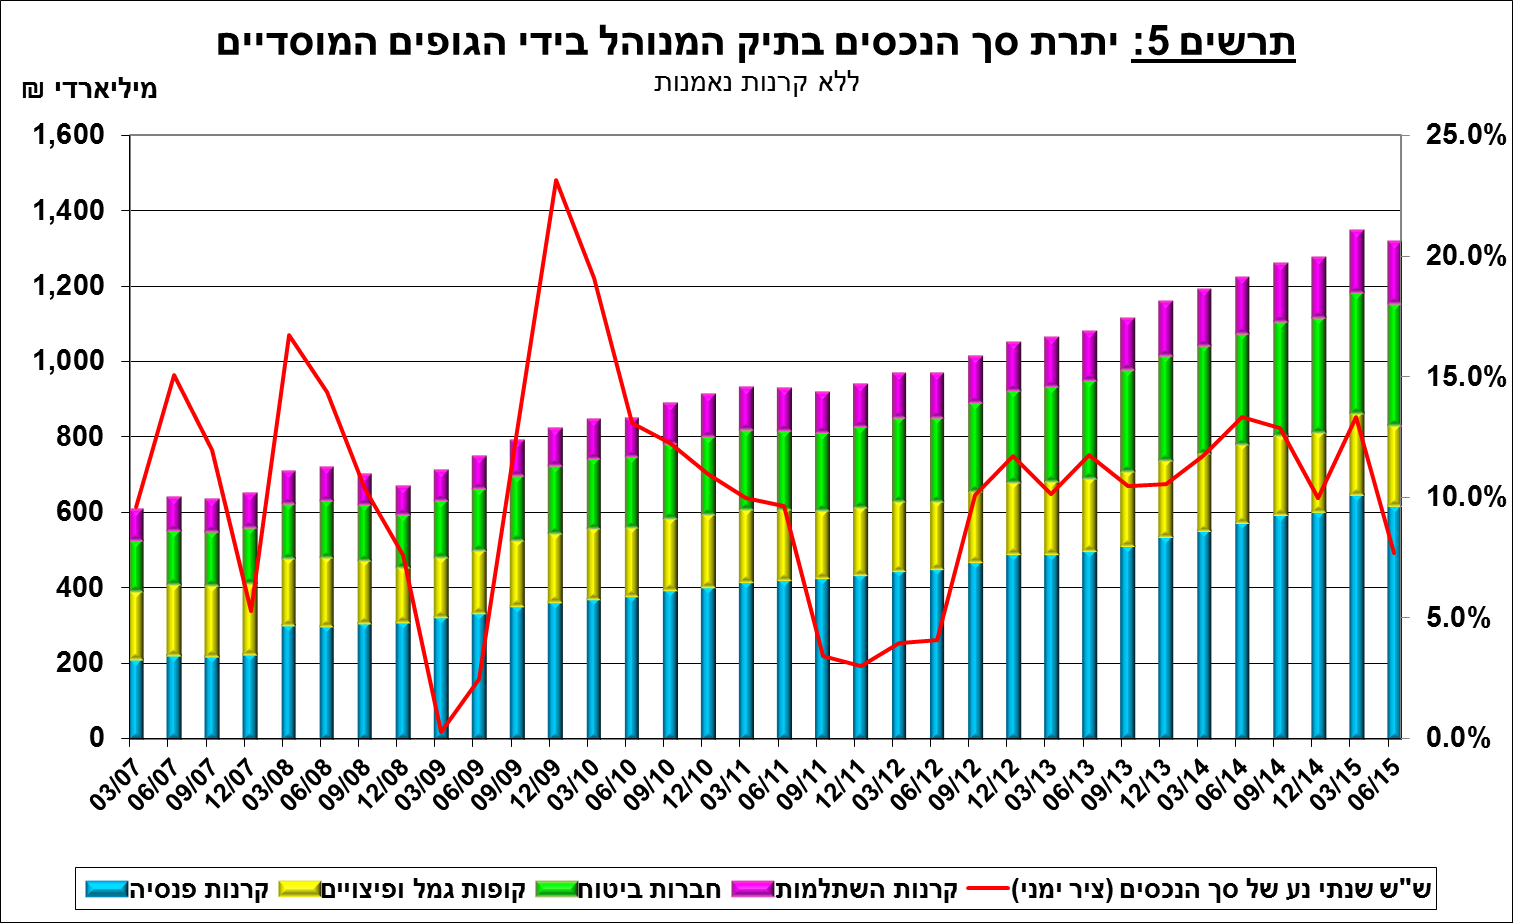 תרשים 5: יתרת סך הנכסים בתיק המנוהל בידי הגופים המוסדיים
ללא קרנות נאמנות
מיליארדי ₪
1,600
1,400
1,200
1,000
800
600
400
200
0
25.0%
20.0%
15.0%
10.0%
5.0%
0.0%
03/07 06/07 09/07 12/07 03/08 06/08 09/08 12/08 03/09 06/09 09/09 12/09 03/10 06/10 09/10 12/10 03/11 06/11 09/11 12/11 03/12 06/12 09/12 12/12 03/13 06/13 09/13 12/13 03/14 06/14 09/14 12/14 03/15 06/15
קרנות פנסיה
קופות גמל ופיצויים
חברות ביטוח
קרנות השתלמות
ש"ש שנתי נע של סך הנכסים (ציר ימני)